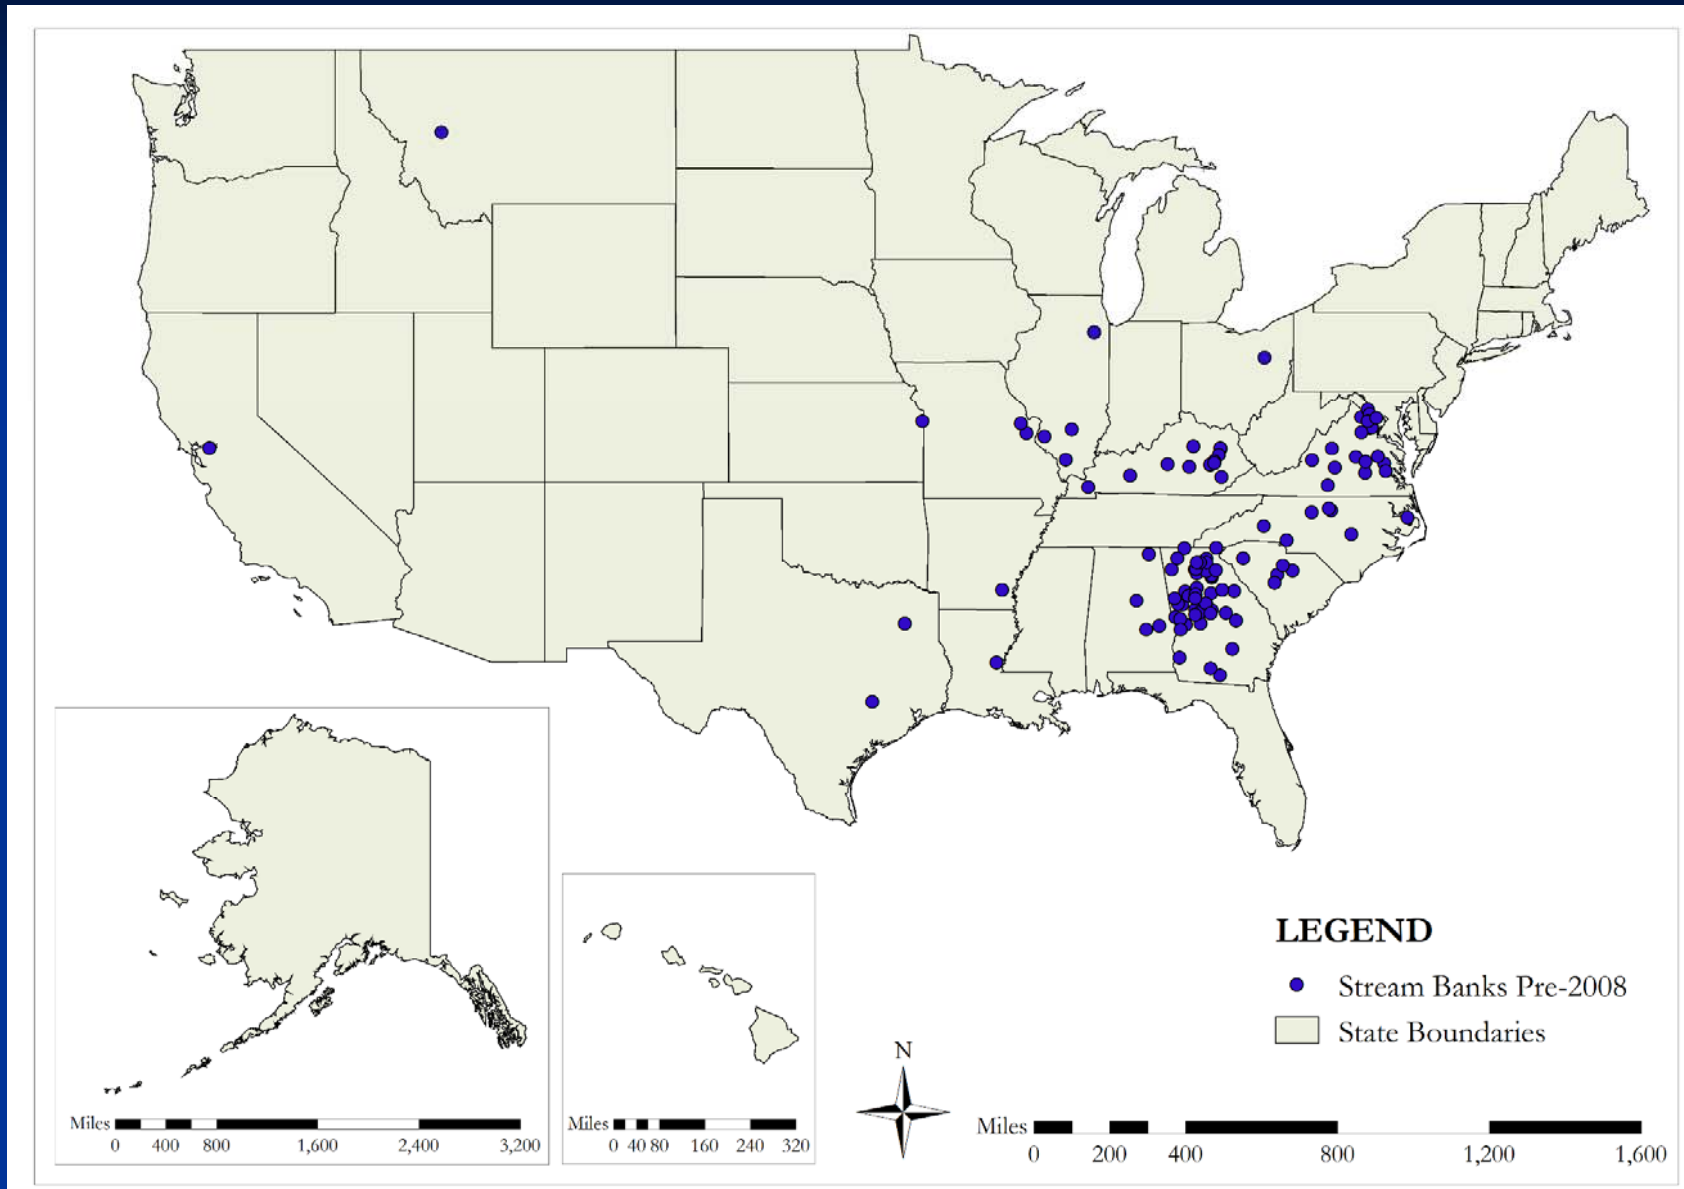 LEGEND
Stream Banks Pre-2008
State Boundaries
N
Miles
0 400 800 1,600 2,400 3,200
Miles
0 40 80 160 240 320
Miles
0 200 400 800 1,200 1,600